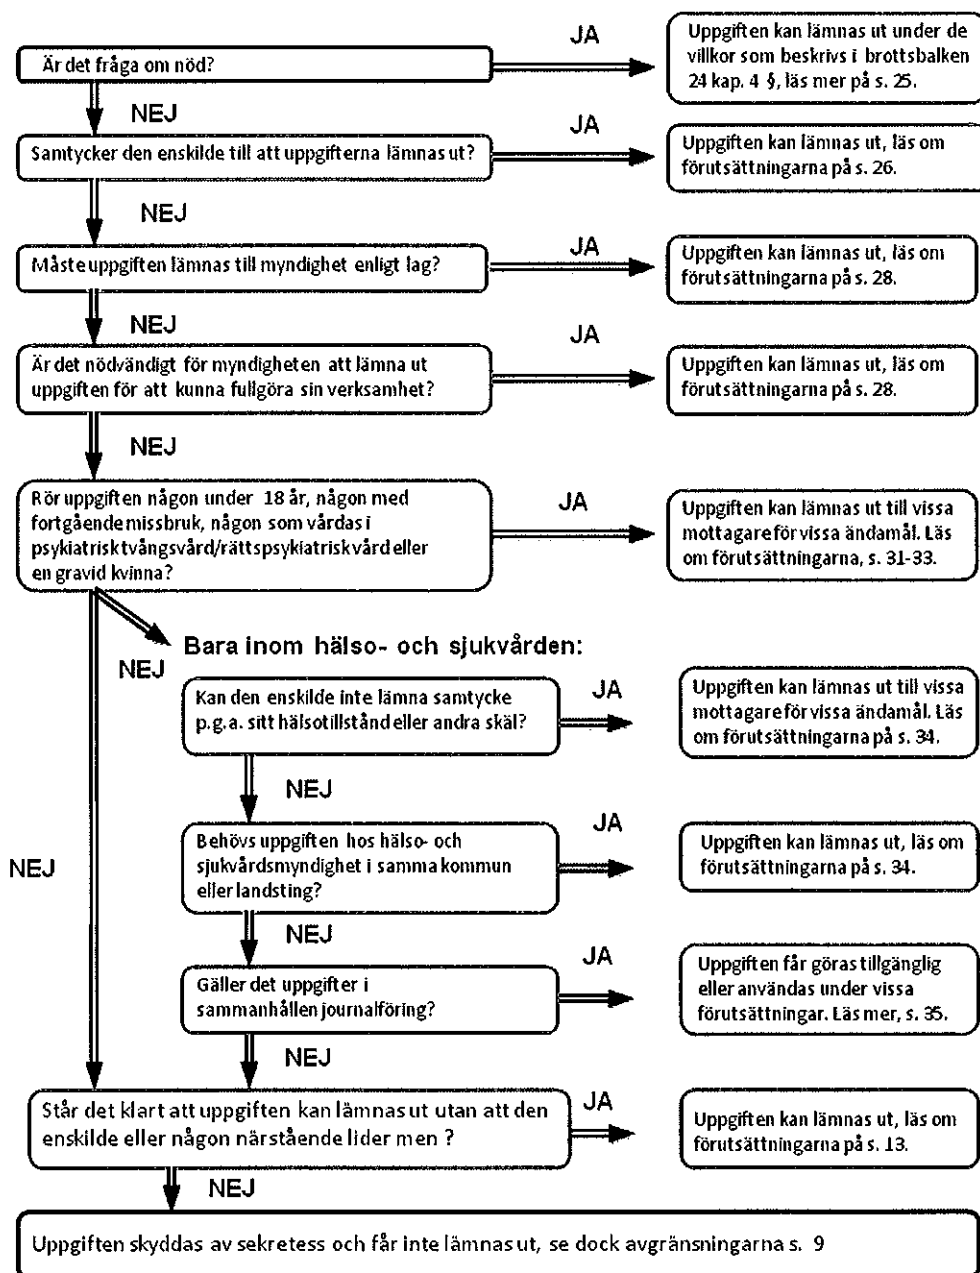 Är det fråga om nöd?
JA
Uppgiften kan lämnas ut under de
villkor som beskrivs i brottsbalken
24 kap. 4 §, läs mer på s. 25.
NEJ
Samtycker den enskilde till att uppgifterna lämnas ut?
JA
Uppgiften kan lämnas ut, läs om
förutsättningarna på s. 26.
NEJ
Måste uppgiften lämnas till myndighet enligt lag?
JA
Uppgiften kan lämnas ut, läs om
förutsättningarna på s. 28.
NEJ
Är det nödvändigt för myndigheten att lämna ut
uppgiften för att kunna fullgöra sin verksamhet?
JA
Uppgiften kan lämnas ut, läs om
förutsättningarna på s. 28.
NEJ
Rör uppgiften någon under 18 år, någon med
fortgående missbruk, någon som vårdas i
psykiatrisk tvångsvård/rättspsykiatrisk vård eller
en gravid kvinna?
JA
Uppgiften kan lämnas ut till vissa
mottagare för vissa ändamål. Läs
om förutsättningarna, s. 31-33.
NEJ
Bara inom hälso- och sjukvården:
Kan den enskilde inte lämna samtycke
p.g.a. sitt hälsotillstånd eller andra skäl?
JA
Uppgiften kan lämnas ut till vissa
mottagare för vissa ändamål. Läs
om förutsättningarna på s. 34.
NEJ
Behövs uppgiften hos hälso- och
sjukvårdsmyndighet i samma kommun
eller landsting?
JA
Uppgiften kan lämnas ut, läs om
förutsättningarna på s. 34.
NEJ
NEJ
Gäller det uppgifter i
sammanhållen journalföring?
JA
Uppgiften får göras tillgänglig
eller användas under vissa
förutsättningar. Läs mer, s. 35.
NEJ
Står det klart att uppgiften kan lämnas ut utan att den
enskilde eller någon närstående lider men ?
JA
Uppgiften kan lämnas ut, läs om
förutsättningarna på s. 13.
NEJ
Uppgiften skyddas av sekretess och får inte lämnas ut, se dock avgränsningarna s. 9